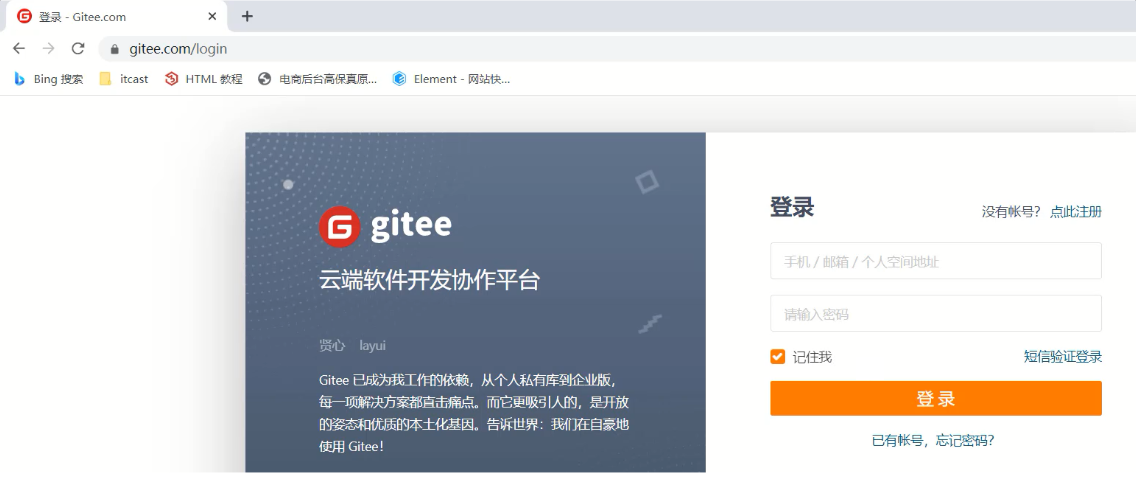 登录 - Gitee.com
gitee.com/login
Bing 搜索 itcast HTML 教程 电商后台高保真原... Element - 网站快...
gitee
云端软件开发协作平台
贤心 layui
Gitee 已成为我工作的依赖，从个人私有库到企业版，
每一项解决方案都直击痛点。而它更吸引人的，是开放
的姿态和优质的本土化基因。告诉世界：我们在自豪地
使用 Gitee！
登录 没有帐号？ 点此注册
手机 / 邮箱 / 个人空间地址
请输入密码
记住我 短信验证登录
登 录
已有帐号，忘记密码？